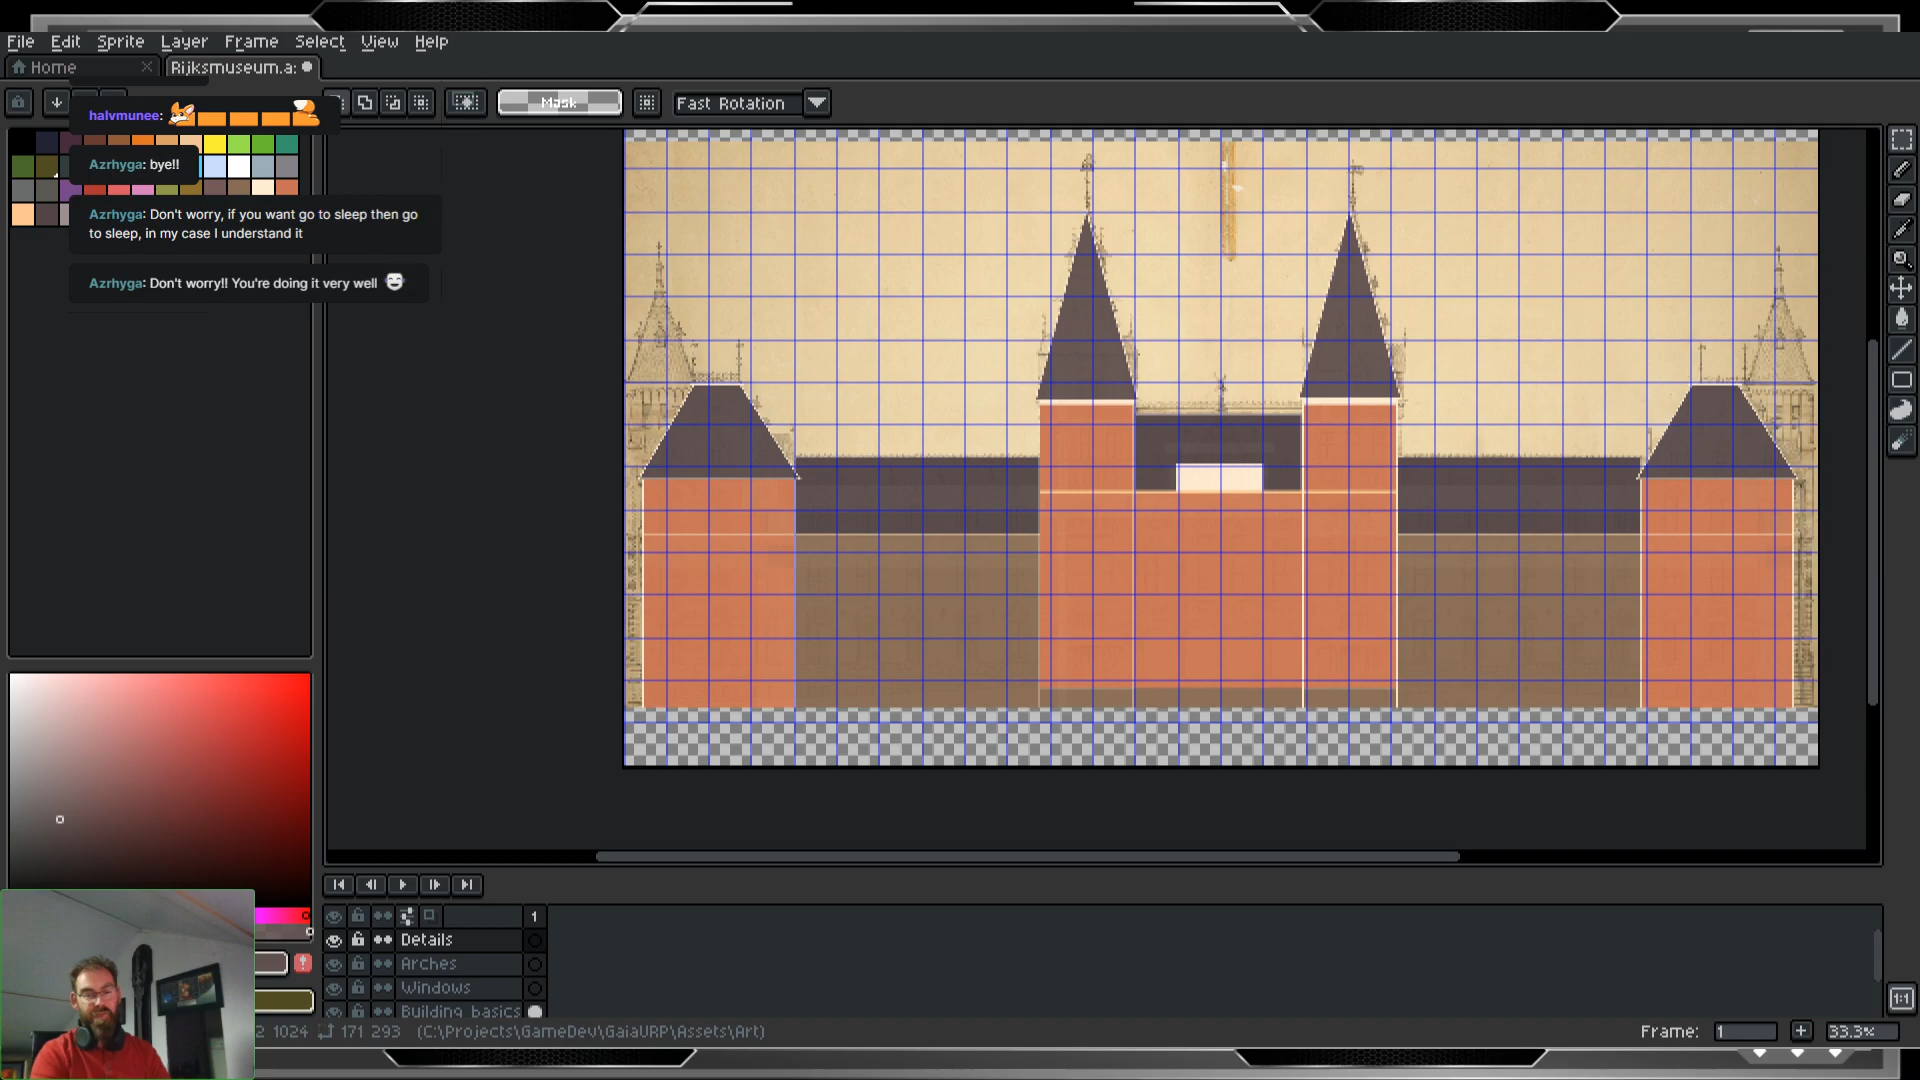 File Edit Sprite Layer Frame Select View Help
Home Rijksmuseum.a:
Mask Fast Rotation
halvmunee:
Azrhyga: bye!!
Azrhyga: Don't worry, if you want go to sleep then go
to sleep, in my case I understand it
Azrhyga: Don't worry!! You're doing it very well
1
Details
Arches
Windows
Building basics
2 1024 171 293 (C:\Projects\GameDev\GaiaURP\Assets\Art)
Frame: 1 + 33.3%
1:1